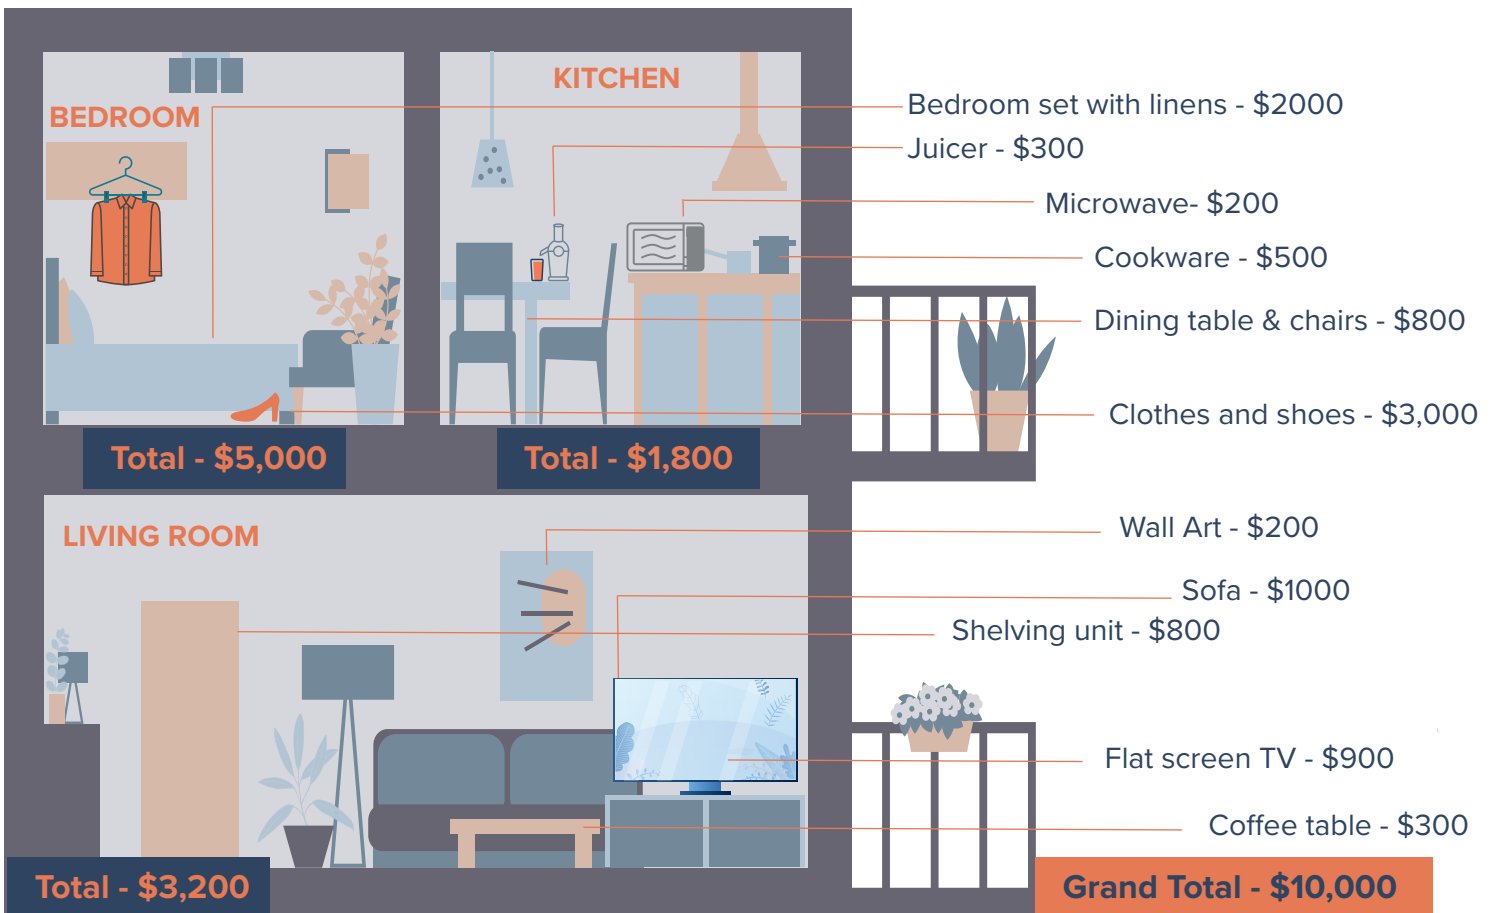 KITCHEN
BEDROOM
Bedroom set with linens - $2000
Juicer - $300
Microwave- $200
Cookware - $500
Dining table & chairs - $800
Clothes and shoes - $3,000
Total - $5,000
Total - $1,800
LIVING ROOM
Wall Art - $200
Sofa - $1000
Shelving unit - $800
Flat screen TV - $900
Coffee table - $300
Total - $3,200
Grand Total - $10,000